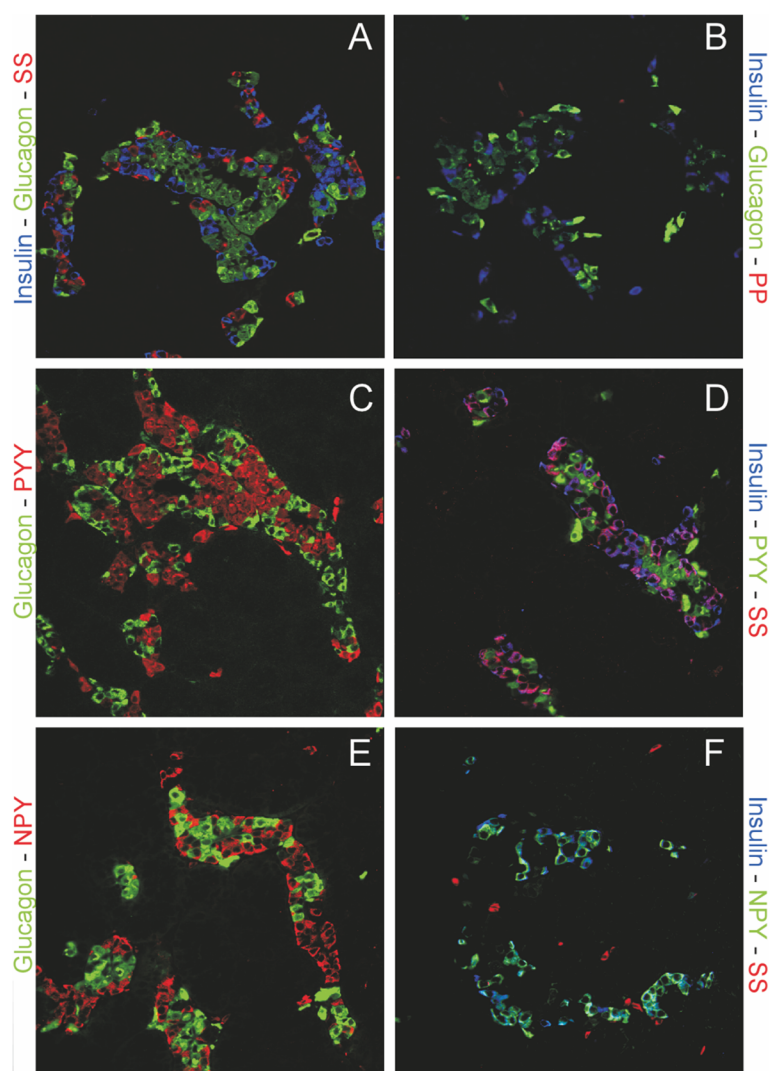 A
B
Insulin - Glucagon - SS
Insulin - Glucagon - PP
C
D
Glucagon - PYY
Insulin - PYY - SS
E
F
Glucagon - NPY
Insulin - NPY - SS